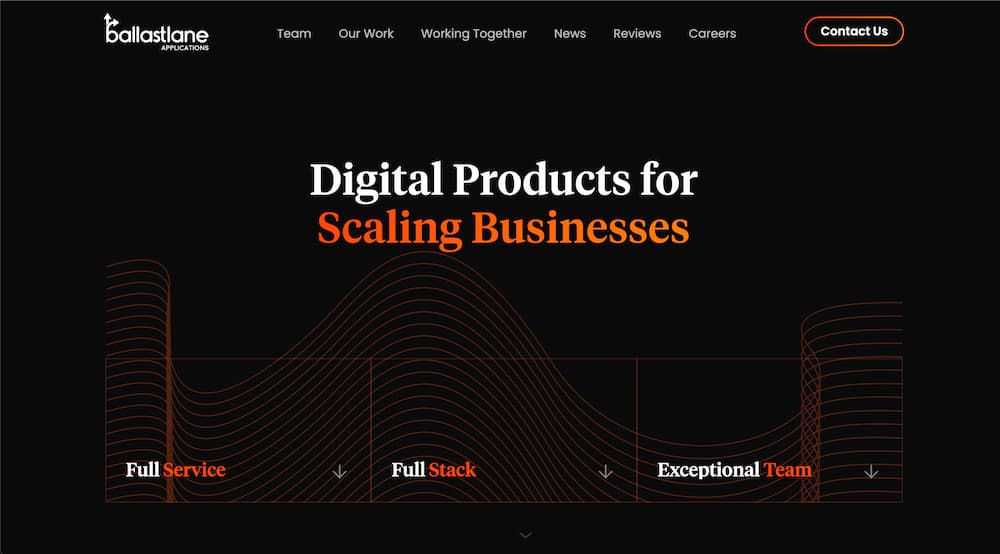 ballastlane
APPLICATIONS
Team Our Work Working Together News Reviews Careers
Contact Us
Digital Products for
Scaling Businesses
Full Service
Full Stack
Exceptional Team